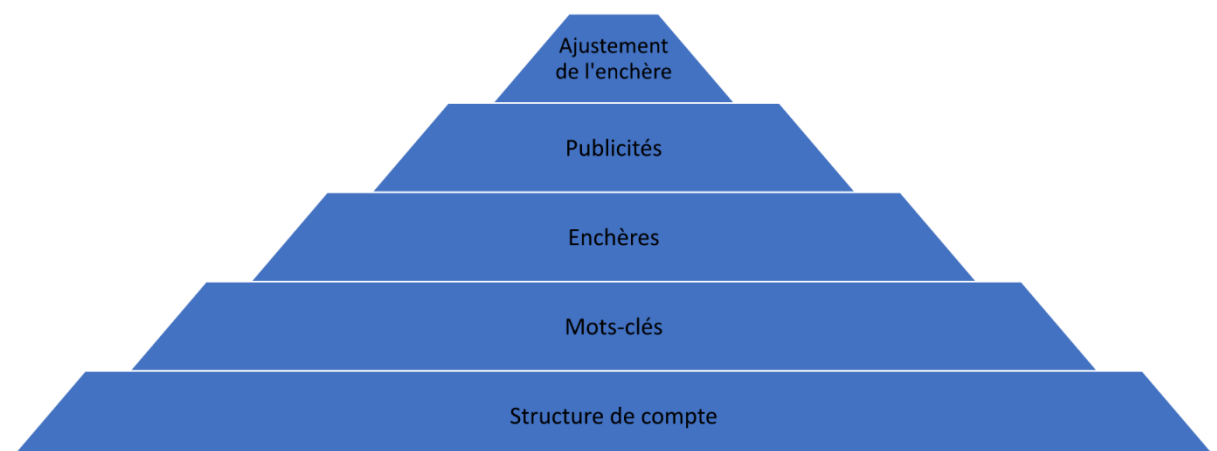 Ajustement
de l'enchère
Publicités
Enchères
Mots-clés
Structure de compte